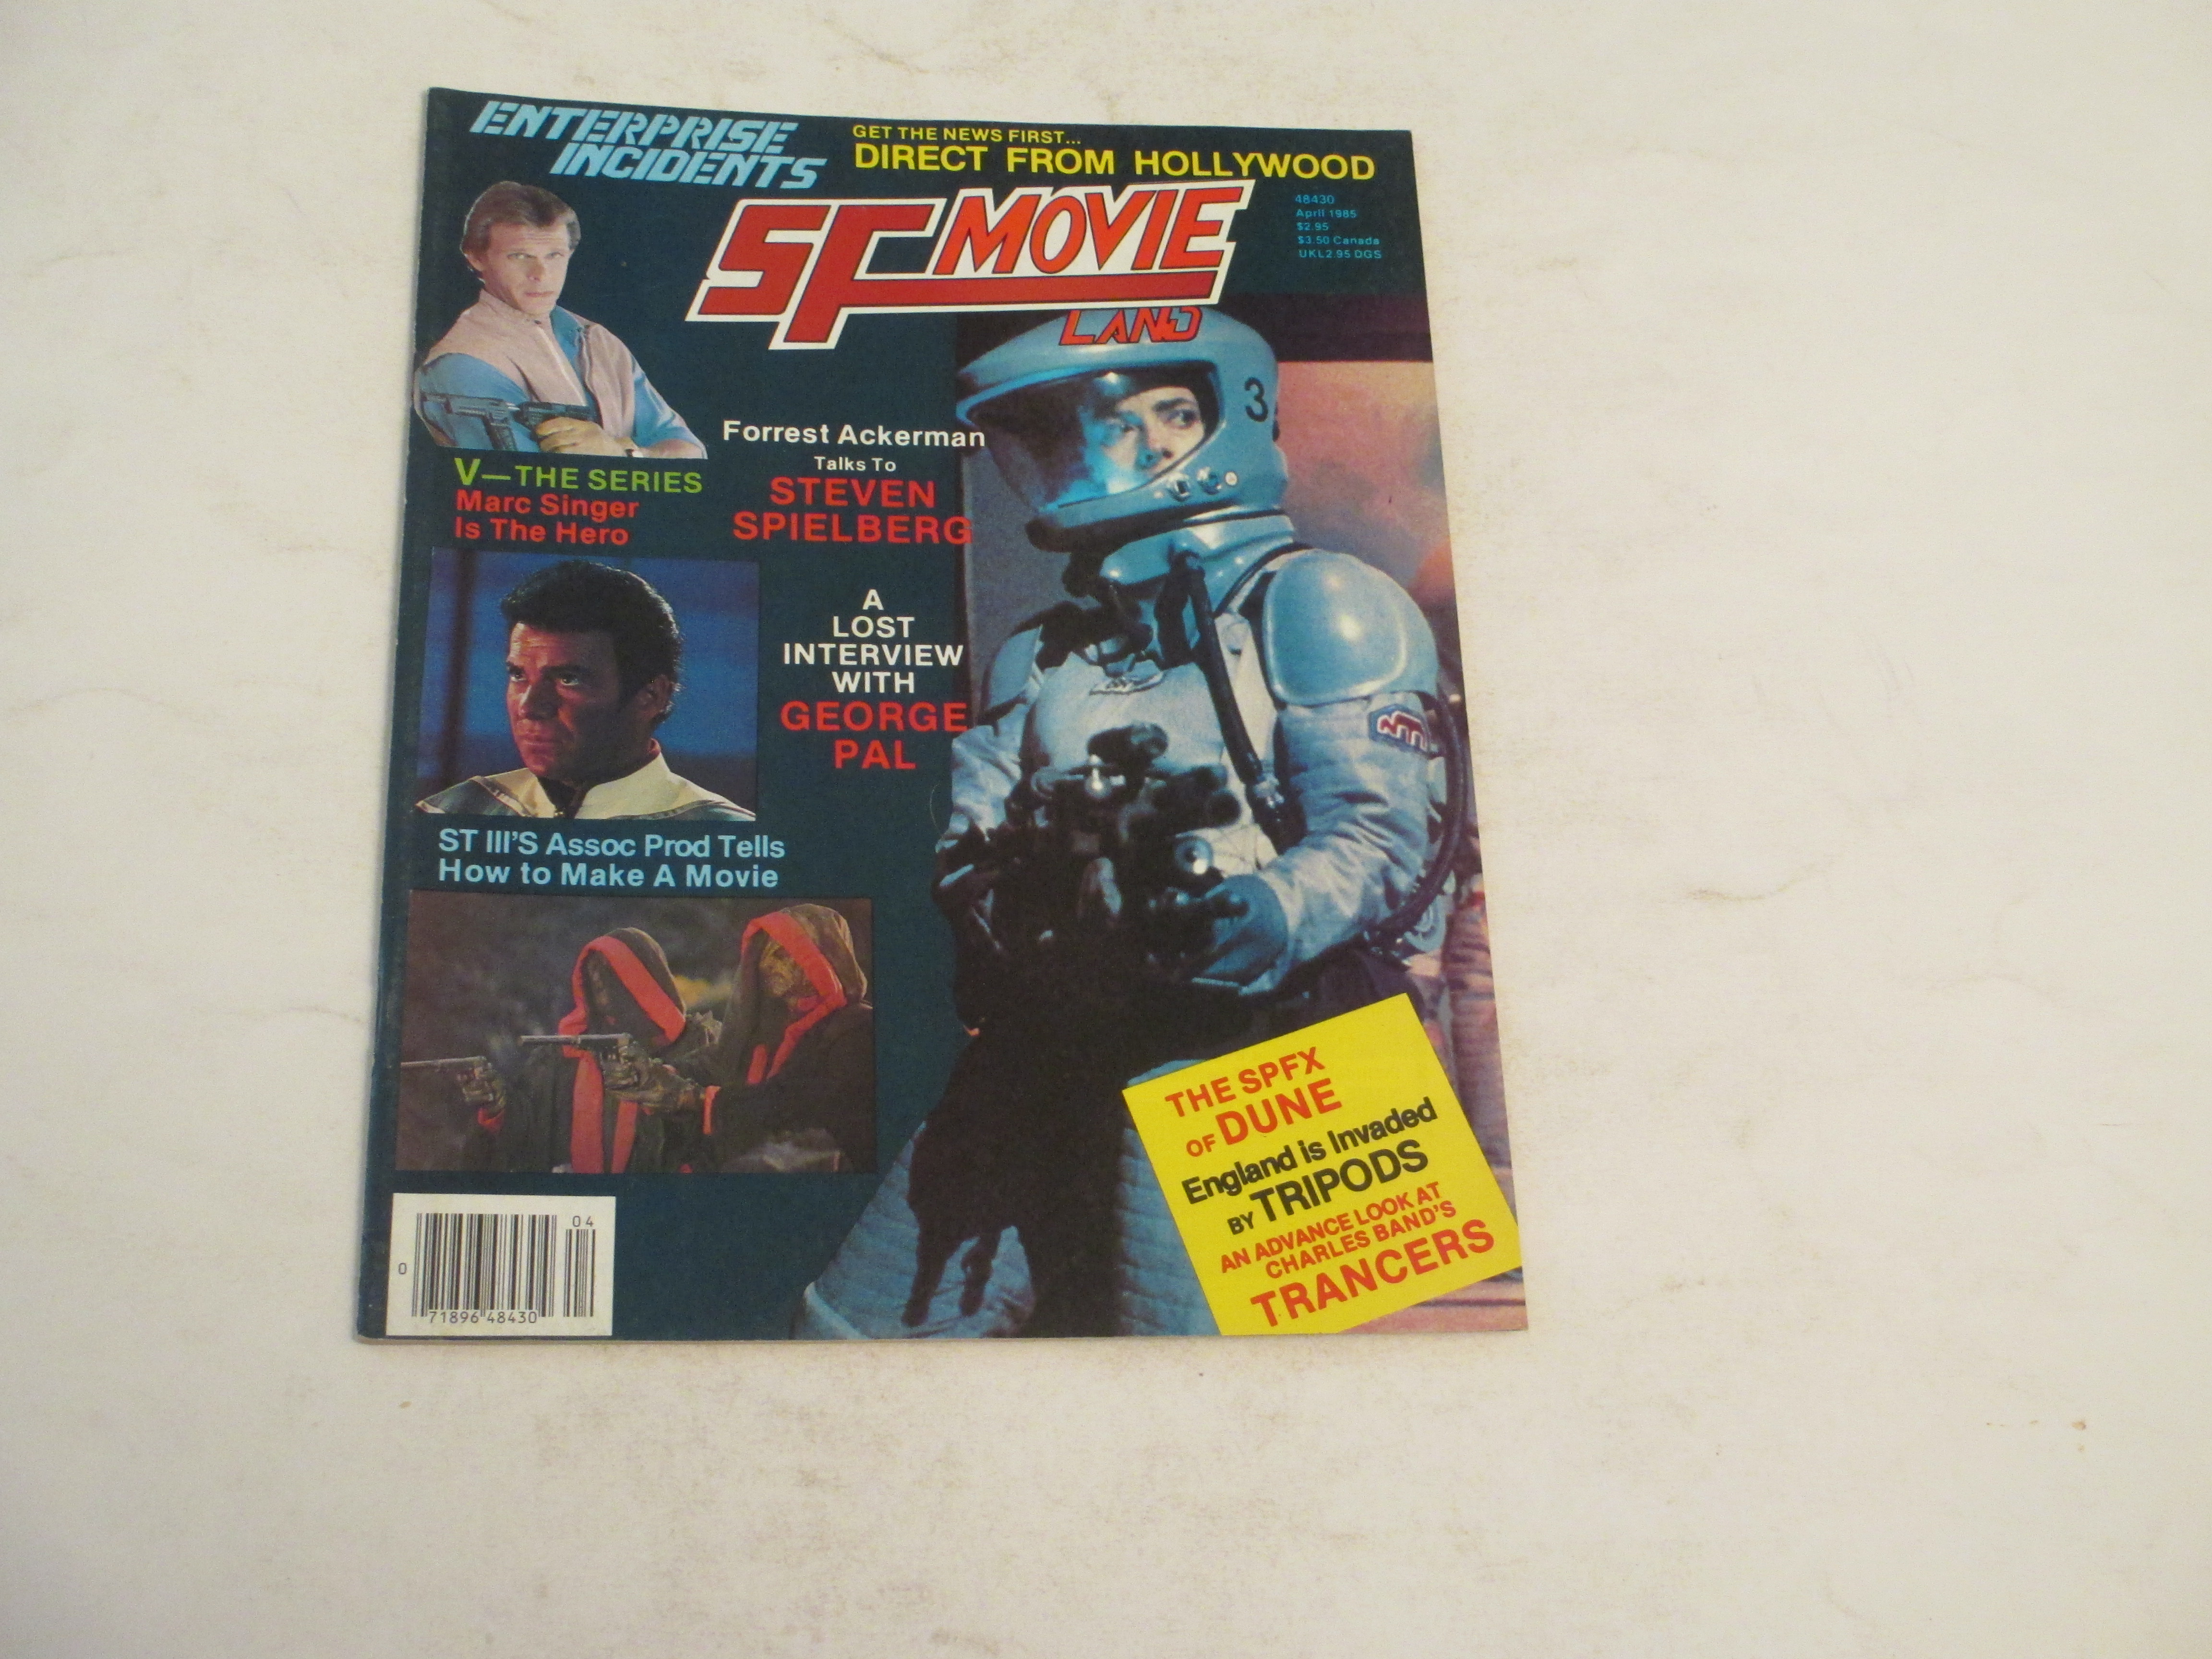 ENTERPRISE
INCIDENTS
GET THE NEWS FIRST...
DIRECT FROM HOLLYWOOD
SF MOVIE
LAND
48430
April 1985
$2.95
$3.50 Canada
UKL2.95 DGS
3
V—THE SERIES
Marc Singer
Is The Hero
Forrest Ackerman
Talks To
STEVEN
SPIELBERG
A
LOST
INTERVIEW
WITH
GEORGE
PAL
ST III'S Assoc Prod Tells
How to Make A Movie
THE SPFX
OF DUNE
England is Invaded
BY TRIPODS
AN ADVANCE LOOK AT
CHARLES BAND'S
TRANCERS
04
0 71896 48430